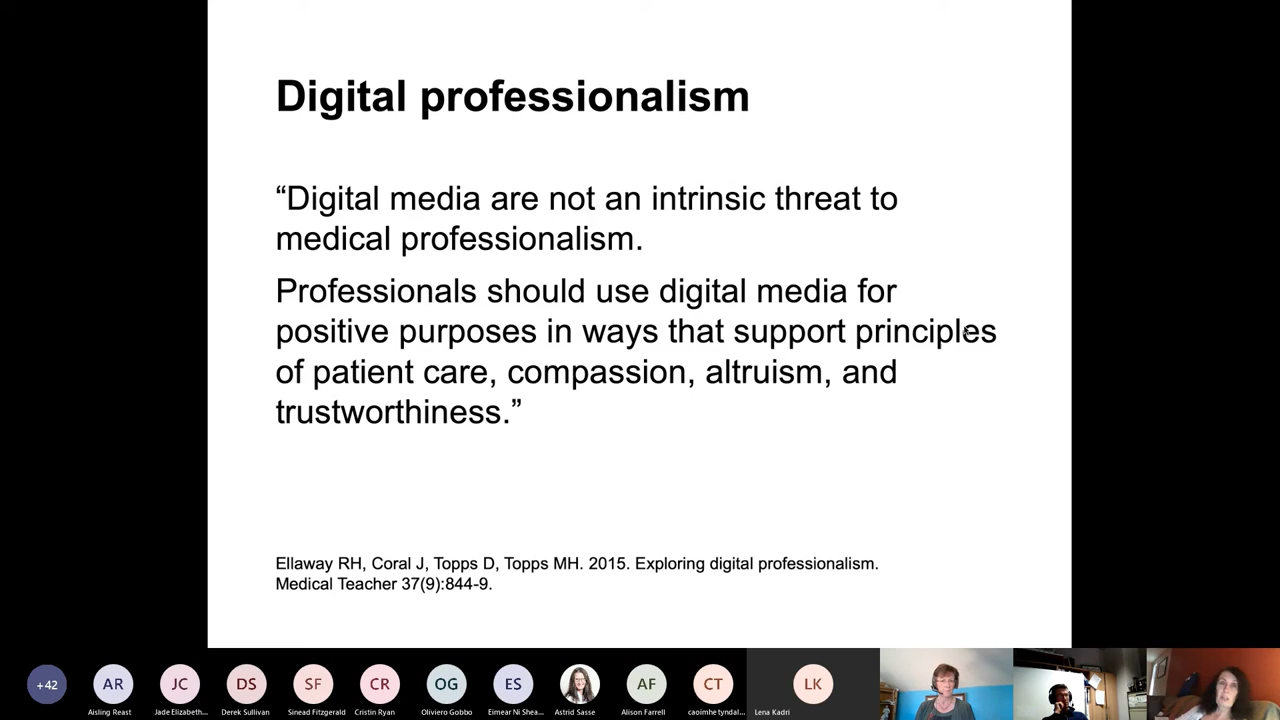 Digital professionalism
“Digital media are not an intrinsic threat to
medical professionalism.
Professionals should use digital media for
positive purposes in ways that support principles
of patient care, compassion, altruism, and
trustworthiness.”
Ellaway RH, Coral J, Topps D, Topps MH. 2015. Exploring digital professionalism.
Medical Teacher 37(9):844-9.
+42
AR
JC
DS
SF
CR
OG
ES
AF
CT
LK
Aisling Reast
Jade Elizabeth...
Derek Sullivan
Sinead Fitzgerald
Cristin Ryan
Oliviero Gobbo
Eimear Ni Shea...
Astrid Sasse
Alison Farrell
caoimhetyndal...
Lena Kadri